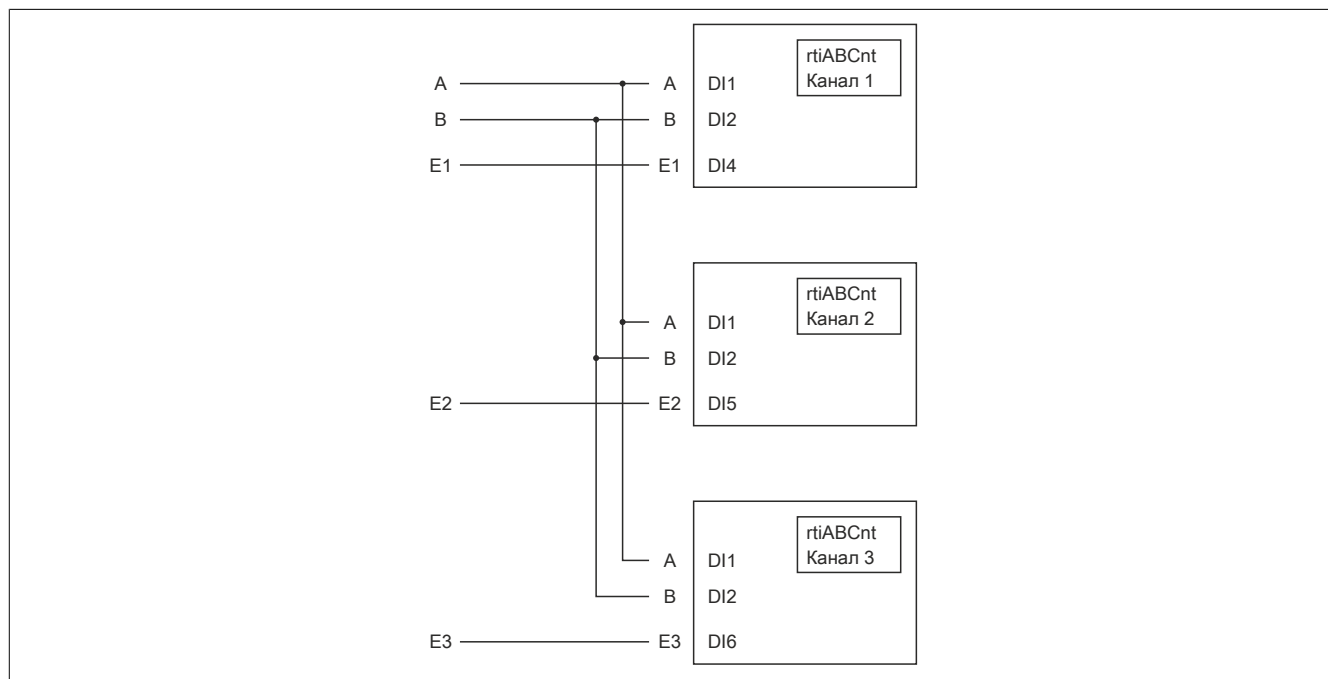 rtiABCnt
Канал 1
A A DI1
B B DI2
E1 E1 DI4
rtiABCnt
Канал 2
A DI1
B DI2
E2 E2 DI5
rtiABCnt
Канал 3
A DI1
B DI2
E3 E3 DI6